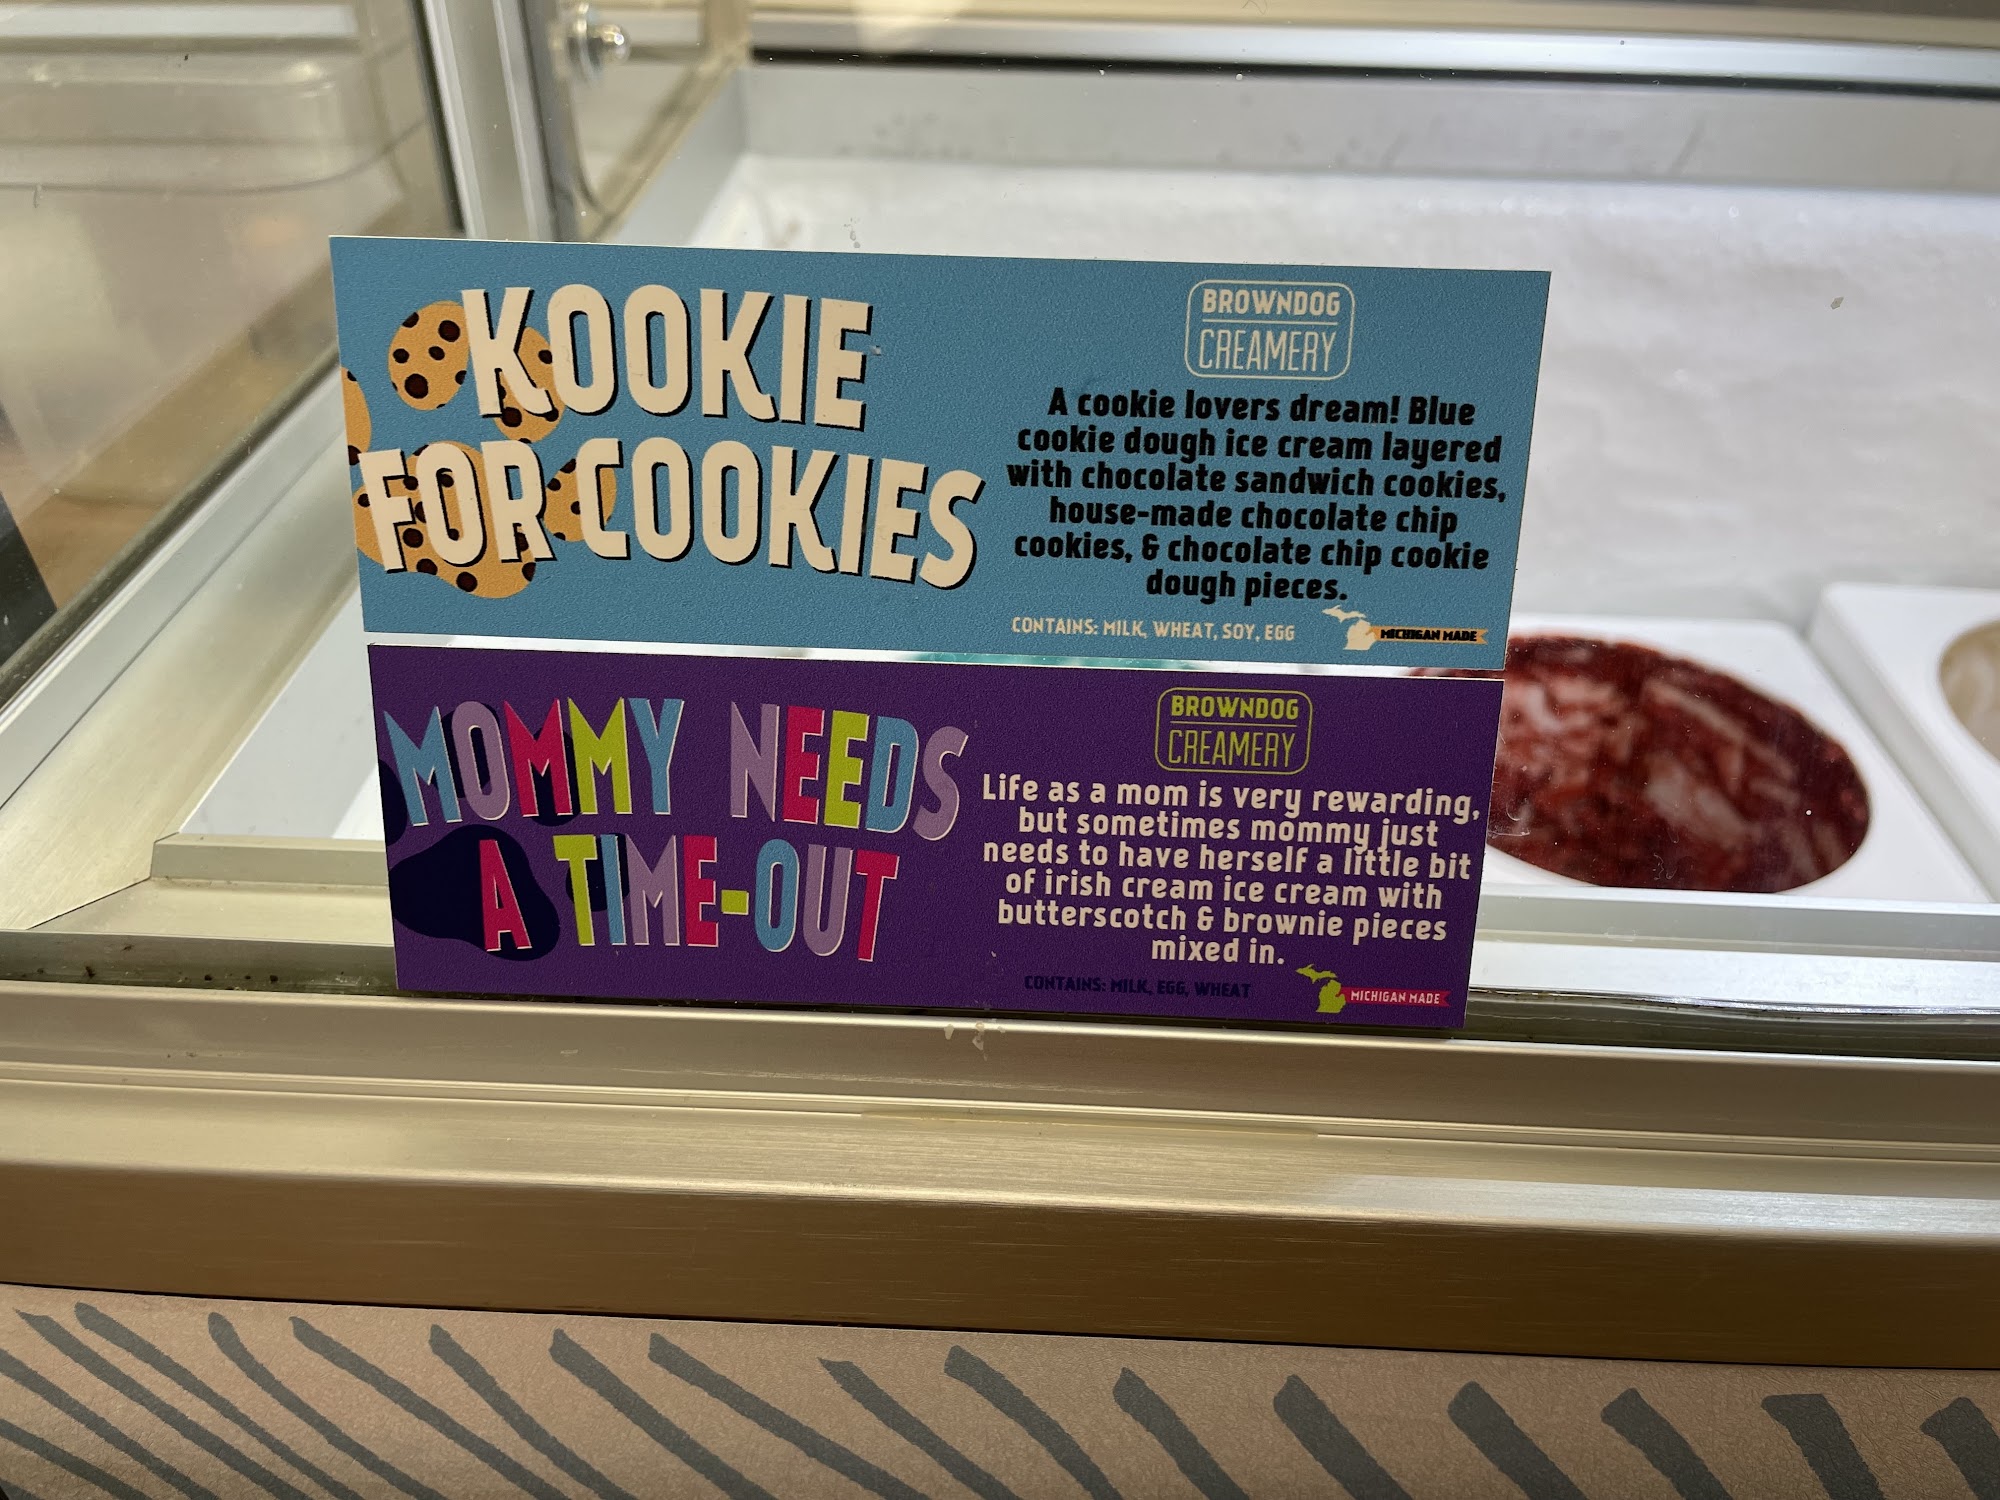 KOOKIE
FOR COOKIES
BROWNDOG
CREAMERY
A cookie lovers dream! Blue
cookie dough ice cream layered
with chocolate sandwich cookies,
house-made chocolate chip
cookies, & chocolate chip cookie
dough pieces.
CONTAINS: MILK, WHEAT, SOY, EGG
MICHIGAN MADE
MOMMY NEEDS
A TIME-OUT
BROWNDOG
CREAMERY
Life as a mom is very rewarding,
but sometimes mommy just
needs to have herself a little bit
of irish cream ice cream with
butterscotch & brownie pieces
mixed in.
CONTAINS: MILK, EGG, WHEAT
MICHIGAN MADE